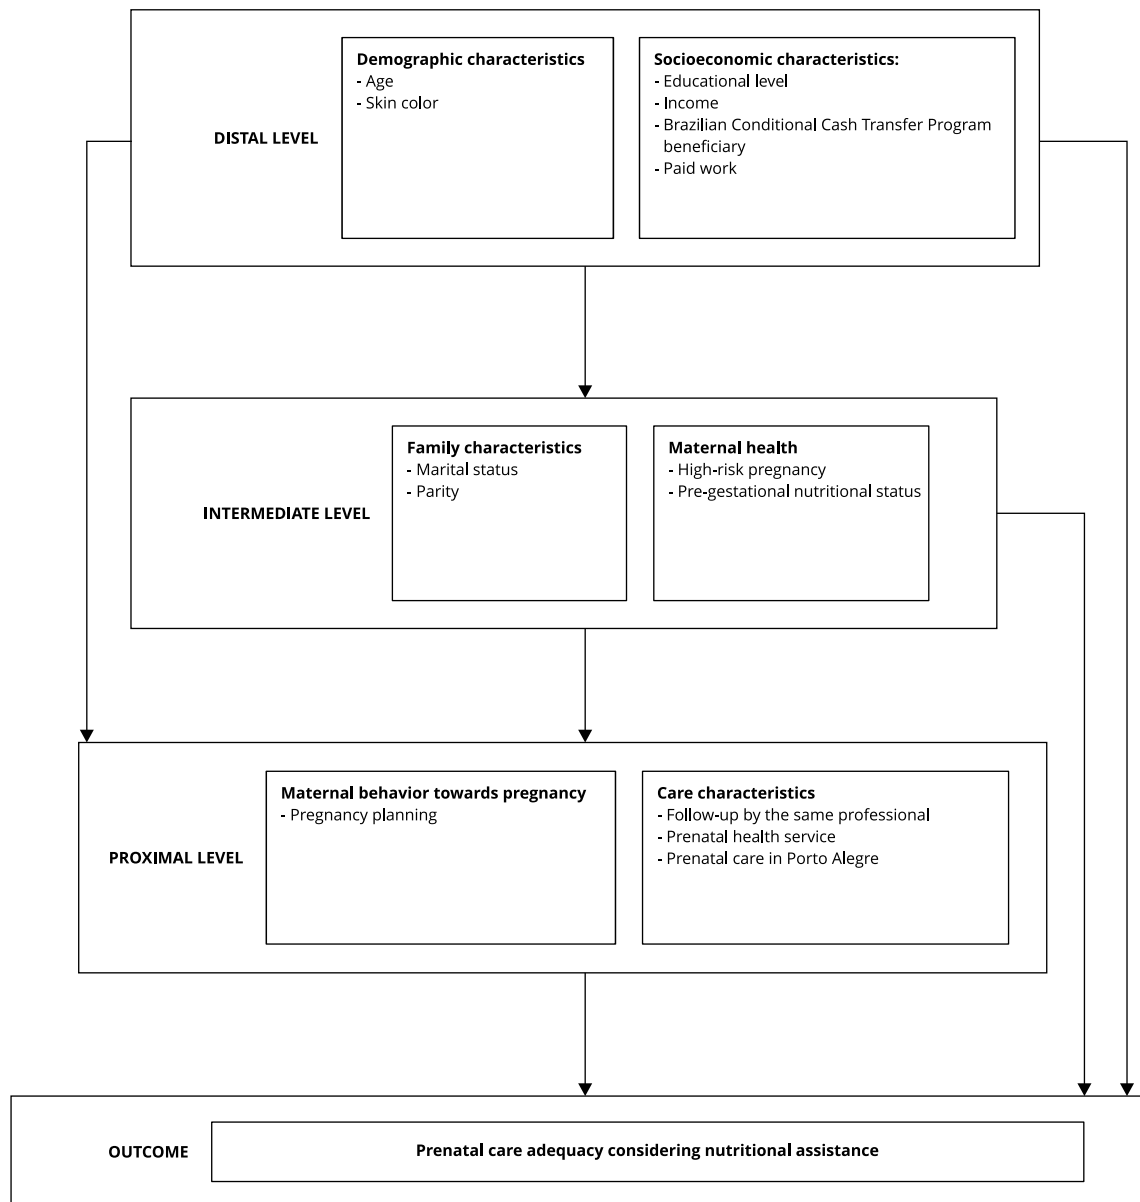 DISTAL LEVEL
Demographic characteristics
- Age
- Skin color
Socioeconomic characteristics:
- Educational level
- Income
- Brazilian Conditional Cash Transfer Program
beneficiary
- Paid work
INTERMEDIATE LEVEL
Family characteristics
- Marital status
- Parity
Maternal health
- High-risk pregnancy
- Pre-gestational nutritional status
PROXIMAL LEVEL
Maternal behavior towards pregnancy
- Pregnancy planning
Care characteristics
- Follow-up by the same professional
- Prenatal health service
- Prenatal care in Porto Alegre
OUTCOME
Prenatal care adequacy considering nutritional assistance